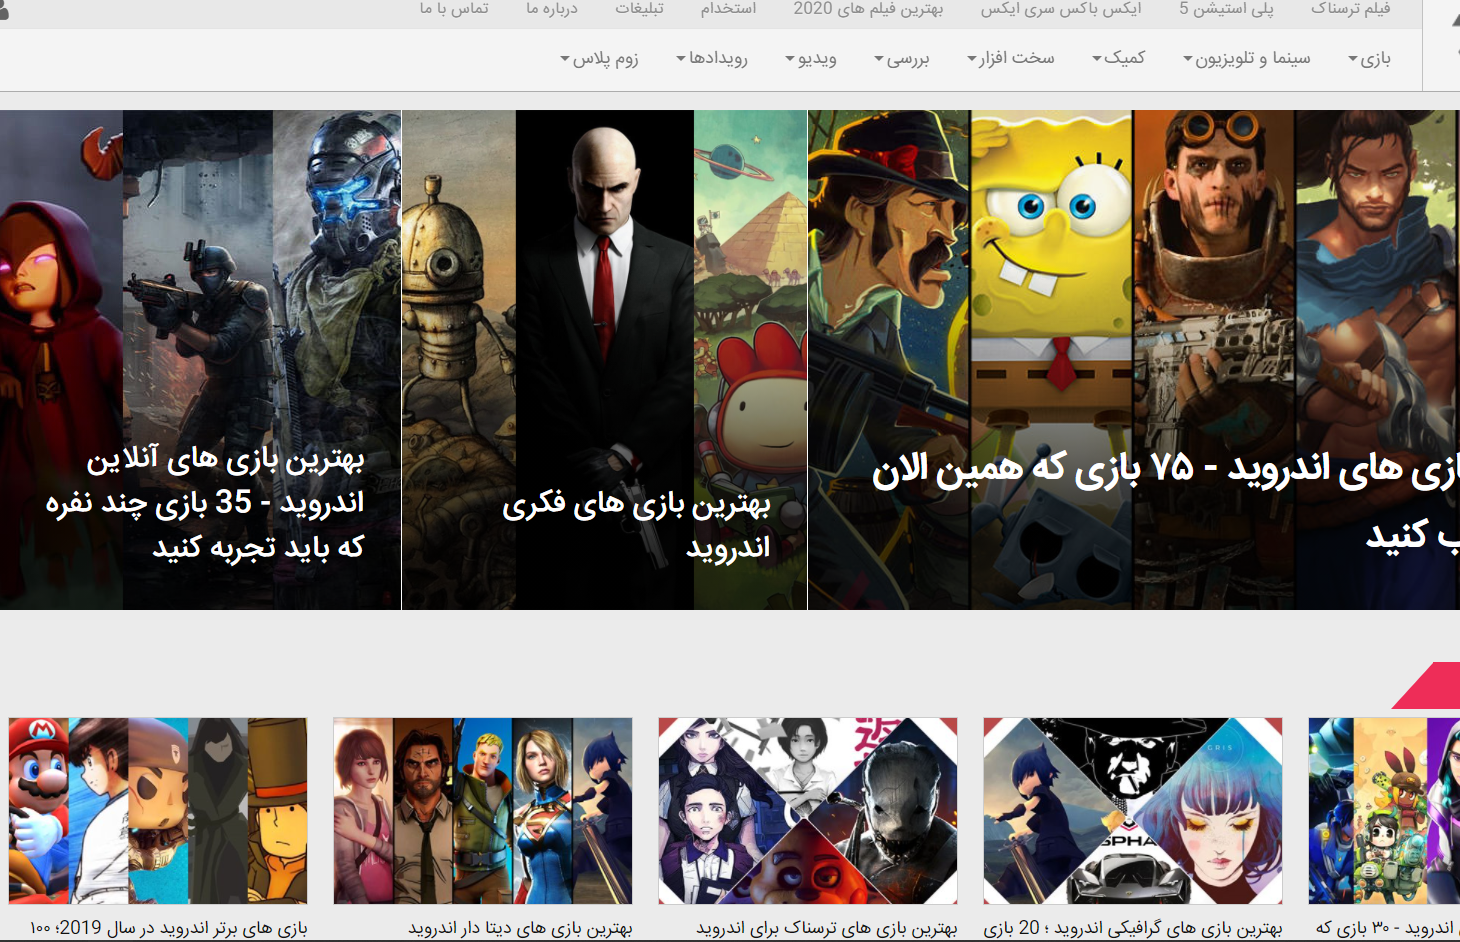 فیلم ترسناک پلی استیشن 5 ایکس باکس سری ایکس بهترین فیلم های 2020 استخدام تبلیغات درباره ما تماس با ما
بازی سینما و تلویزیون کمیک سخت افزار بررسی ویدیو رویدادها زوم پلاس
های اندروید - ۷۵ بازی که همین الان
کنید
بهترین بازی های فکری
اندروید
بهترین بازی های آنلاین
اندروید - 35 بازی چند نفره
که باید تجربه کنید
GRIS
ASPHA
اندروید - ۳۰ بازی که
بهترین بازی های گرافیکی اندروید ؛ 20 بازی
بهترین بازی های ترسناک برای اندروید
بهترین بازی های دیتا دار اندروید
بازی های برتر اندروید در سال 2019؛ ۱۰۰